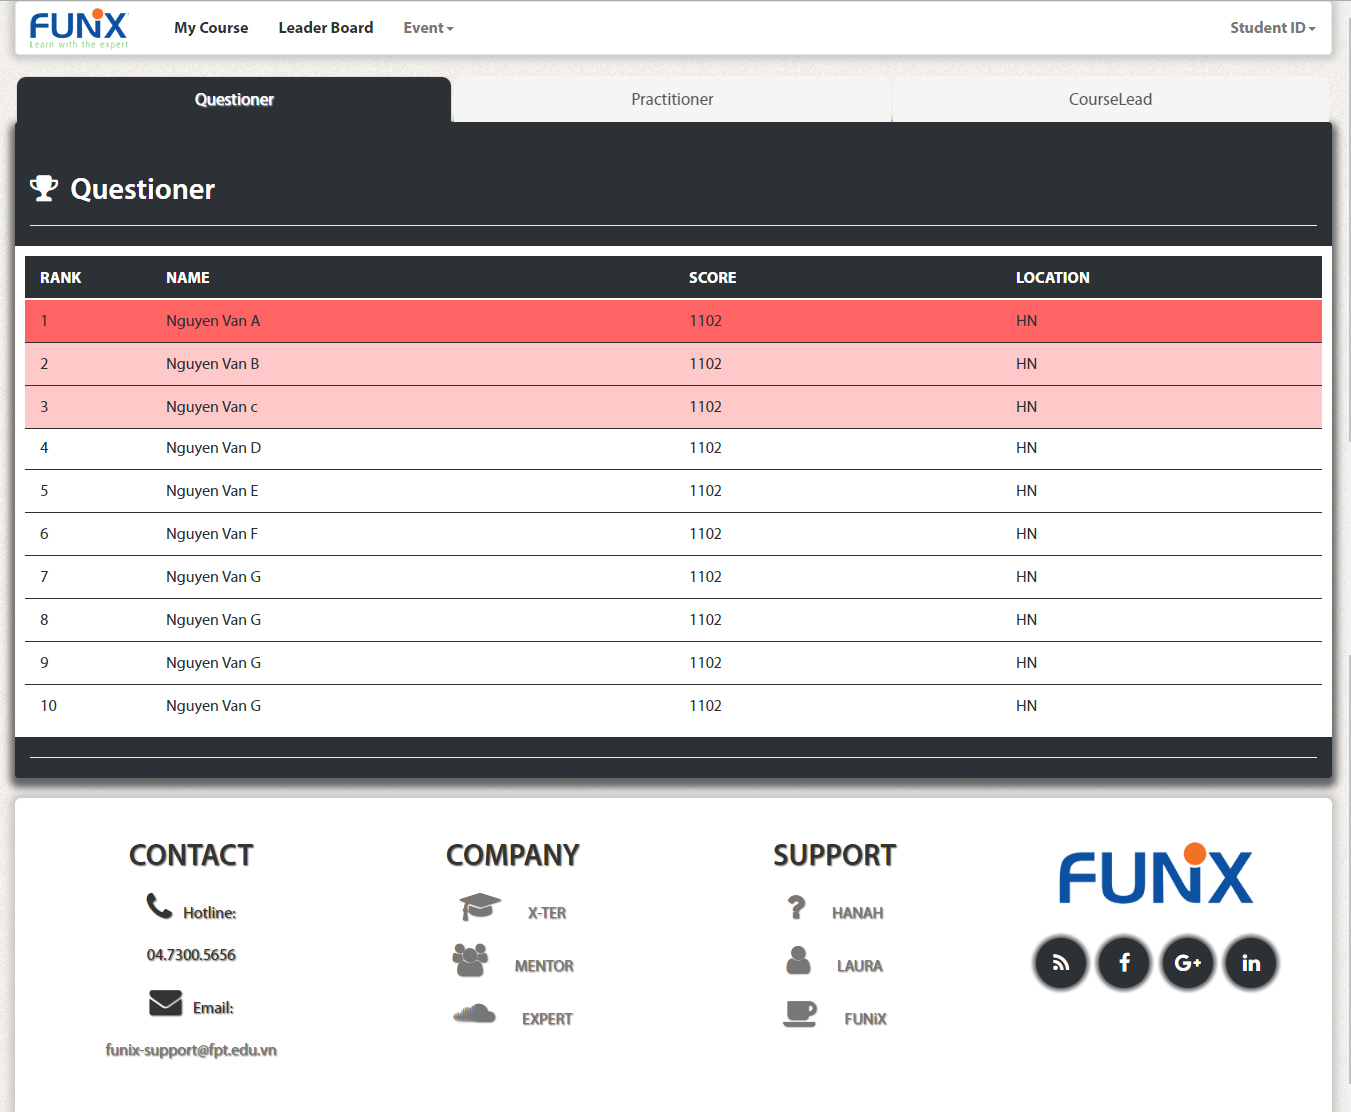 FUNiX My Course Leader Board Event Student ID
Learn with the expert
Questioner Practitioner CourseLead
Questioner
RANK NAME SCORE LOCATION
1 Nguyen Van A 1102 HN
2 Nguyen Van B 1102 HN
3 Nguyen Van c 1102 HN
4 Nguyen Van D 1102 HN
5 Nguyen Van E 1102 HN
6 Nguyen Van F 1102 HN
7 Nguyen Van G 1102 HN
8 Nguyen Van G 1102 HN
9 Nguyen Van G 1102 HN
10 Nguyen Van G 1102 HN
CONTACT
Hotline:
04.7300.5656
Email:
funix-support@fpt.edu.vn
COMPANY
X-TER
MENTOR
EXPERT
SUPPORT
HANAH
LAURA
FUNiX
FUNiX
f G+ in